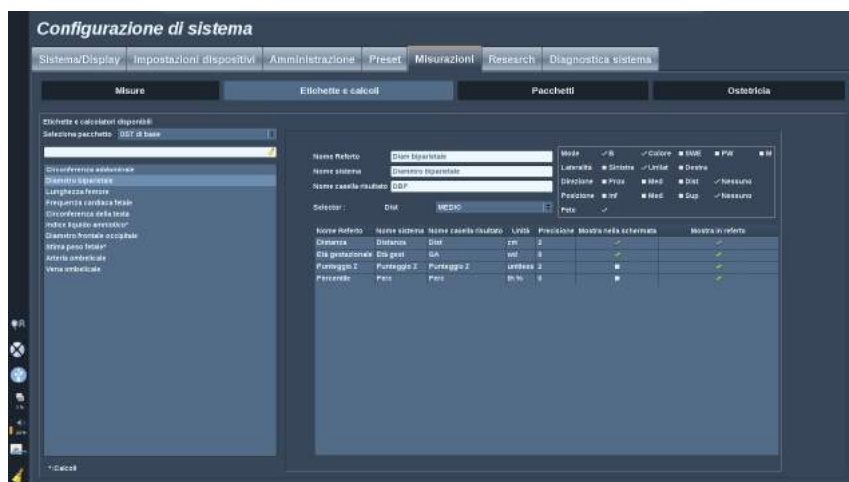 Configurazione di sistema
Sistema/Display Impostazioni dispositivi Amministrazione Preset Misurazioni Research Diagnostica sistema
Misure Etichette e calcoli Pacchetti Ostetricia
Etichette e calcolatori disponibili
Seleziona pacchetto OST di base
Circonferenza addominale
Diametro biparietale
Lunghezza femore
Frequenza cardiaca fetale
Circonferenza della testa
Indice liquido amniotico*
Diametro frontale occipitale
Stima peso fetale*
Arteria ombelicale
Vena ombelicale
*:Calcoli
Nome Referto Diam biparietale
Nome sistema Diametro biparietale
Nome casella risultato DBP
Selector : Dist MEDIO
Mode B Colore SWE PW M
Lateralità Sinistra Unilat Destra
Direzione Prox Med Dist Nessuno
Posizione Inf Med Sup Nessuno
Feto
Nome Referto Nome sistema Nome casella risultato Unità Precisione Mostra nella schermata Mostra in referto
Distanza Distanza Dist cm 2
Età gestazionale Età gest GA wd 0
Punteggio Z Punteggio Z Punteggio Z unitless 2
Percentile Perc Perc th % 0